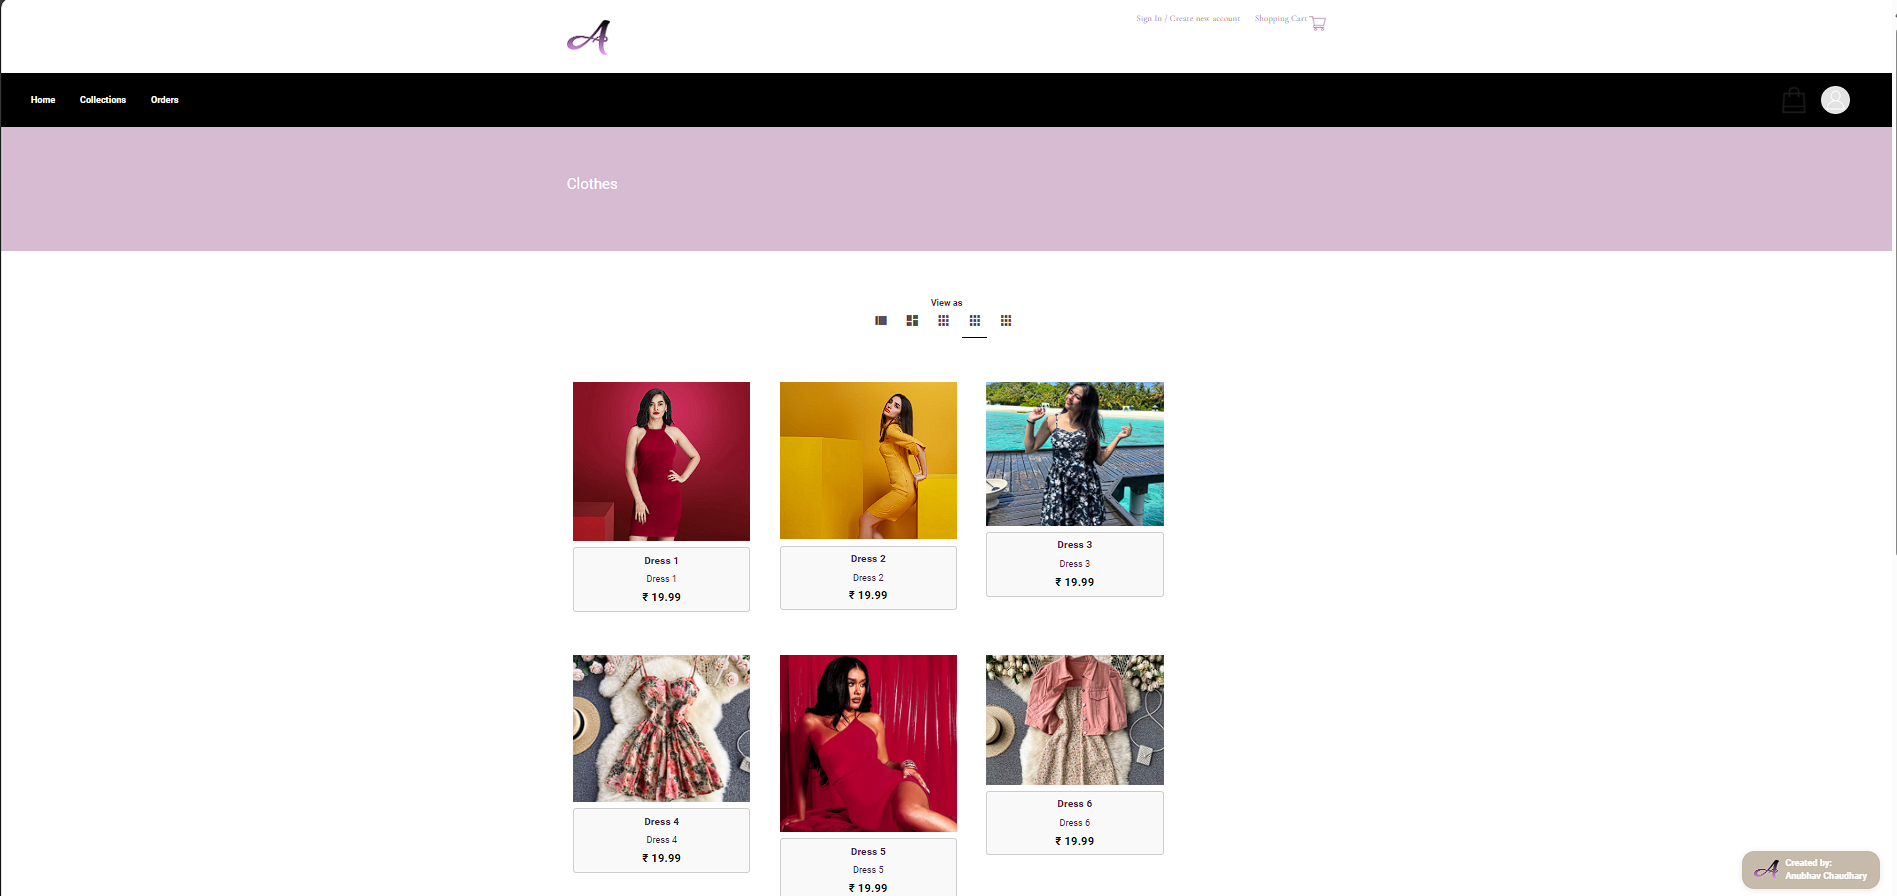 A
Sign In / Create new account
Shopping Cart
Home
Collections
Orders
Clothes
View as
Dress 1
Dress 1
₹ 19.99
Dress 2
Dress 2
₹ 19.99
Dress 3
Dress 3
₹ 19.99
Dress 4
Dress 4
₹ 19.99
Dress 5
Dress 5
₹ 19.99
Dress 6
Dress 6
₹ 19.99
A
Created by:
Anubhav Chaudhary